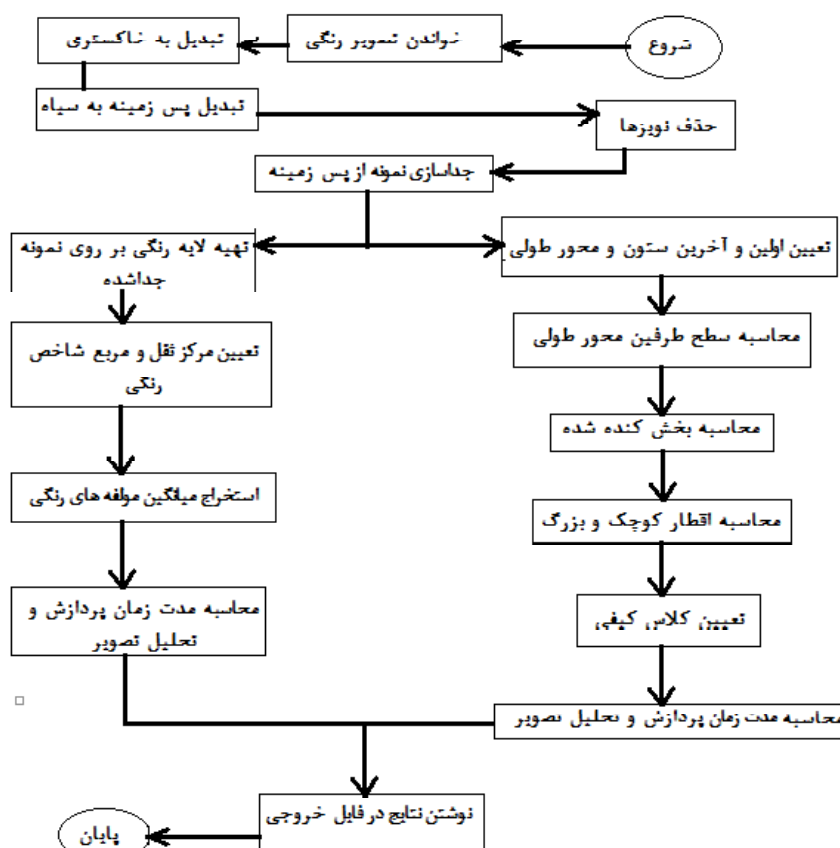 شروع
خواندن تصویر رنگی
تبدیل به خاکستری
تبدیل پس زمینه به سیاه
حذف نویزها
جداسازی نمونه از پس زمینه
تعیین اولین و آخرین ستون و محور طولی
محاسبه سطح طرفین محور طولی
محاسبه بخش کنده شده
محاسبه اقطار کوچک و بزرگ
تعیین کلاس کیفی
محاسبه مدت زمان پردازش و تحلیل تصویر
تهیه لایه رنگی بر روی نمونه
جداشده
تعیین مرکز ثقل و مربع شاخص
رنگی
استخراج میانگین مولفه های رنگی
محاسبه مدت زمان پردازش و
تحلیل تصویر
نوشتن نتایج در فایل خروجی
پایان